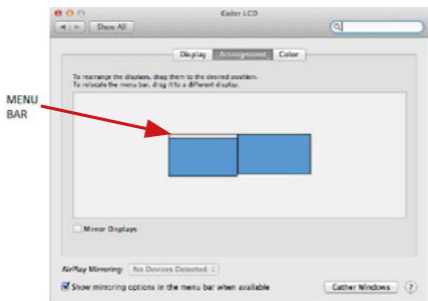 Color LCD
Show All
Display Arrangement Color
To rearrange the displays, drag them to the desired position.
To relocate the menu bar, drag it to a different display.
MENU
BAR
Mirror Displays
AirPlay Mirroring: No Devices Detected
Show mirroring options in the menu bar when available
Gather Windows ?